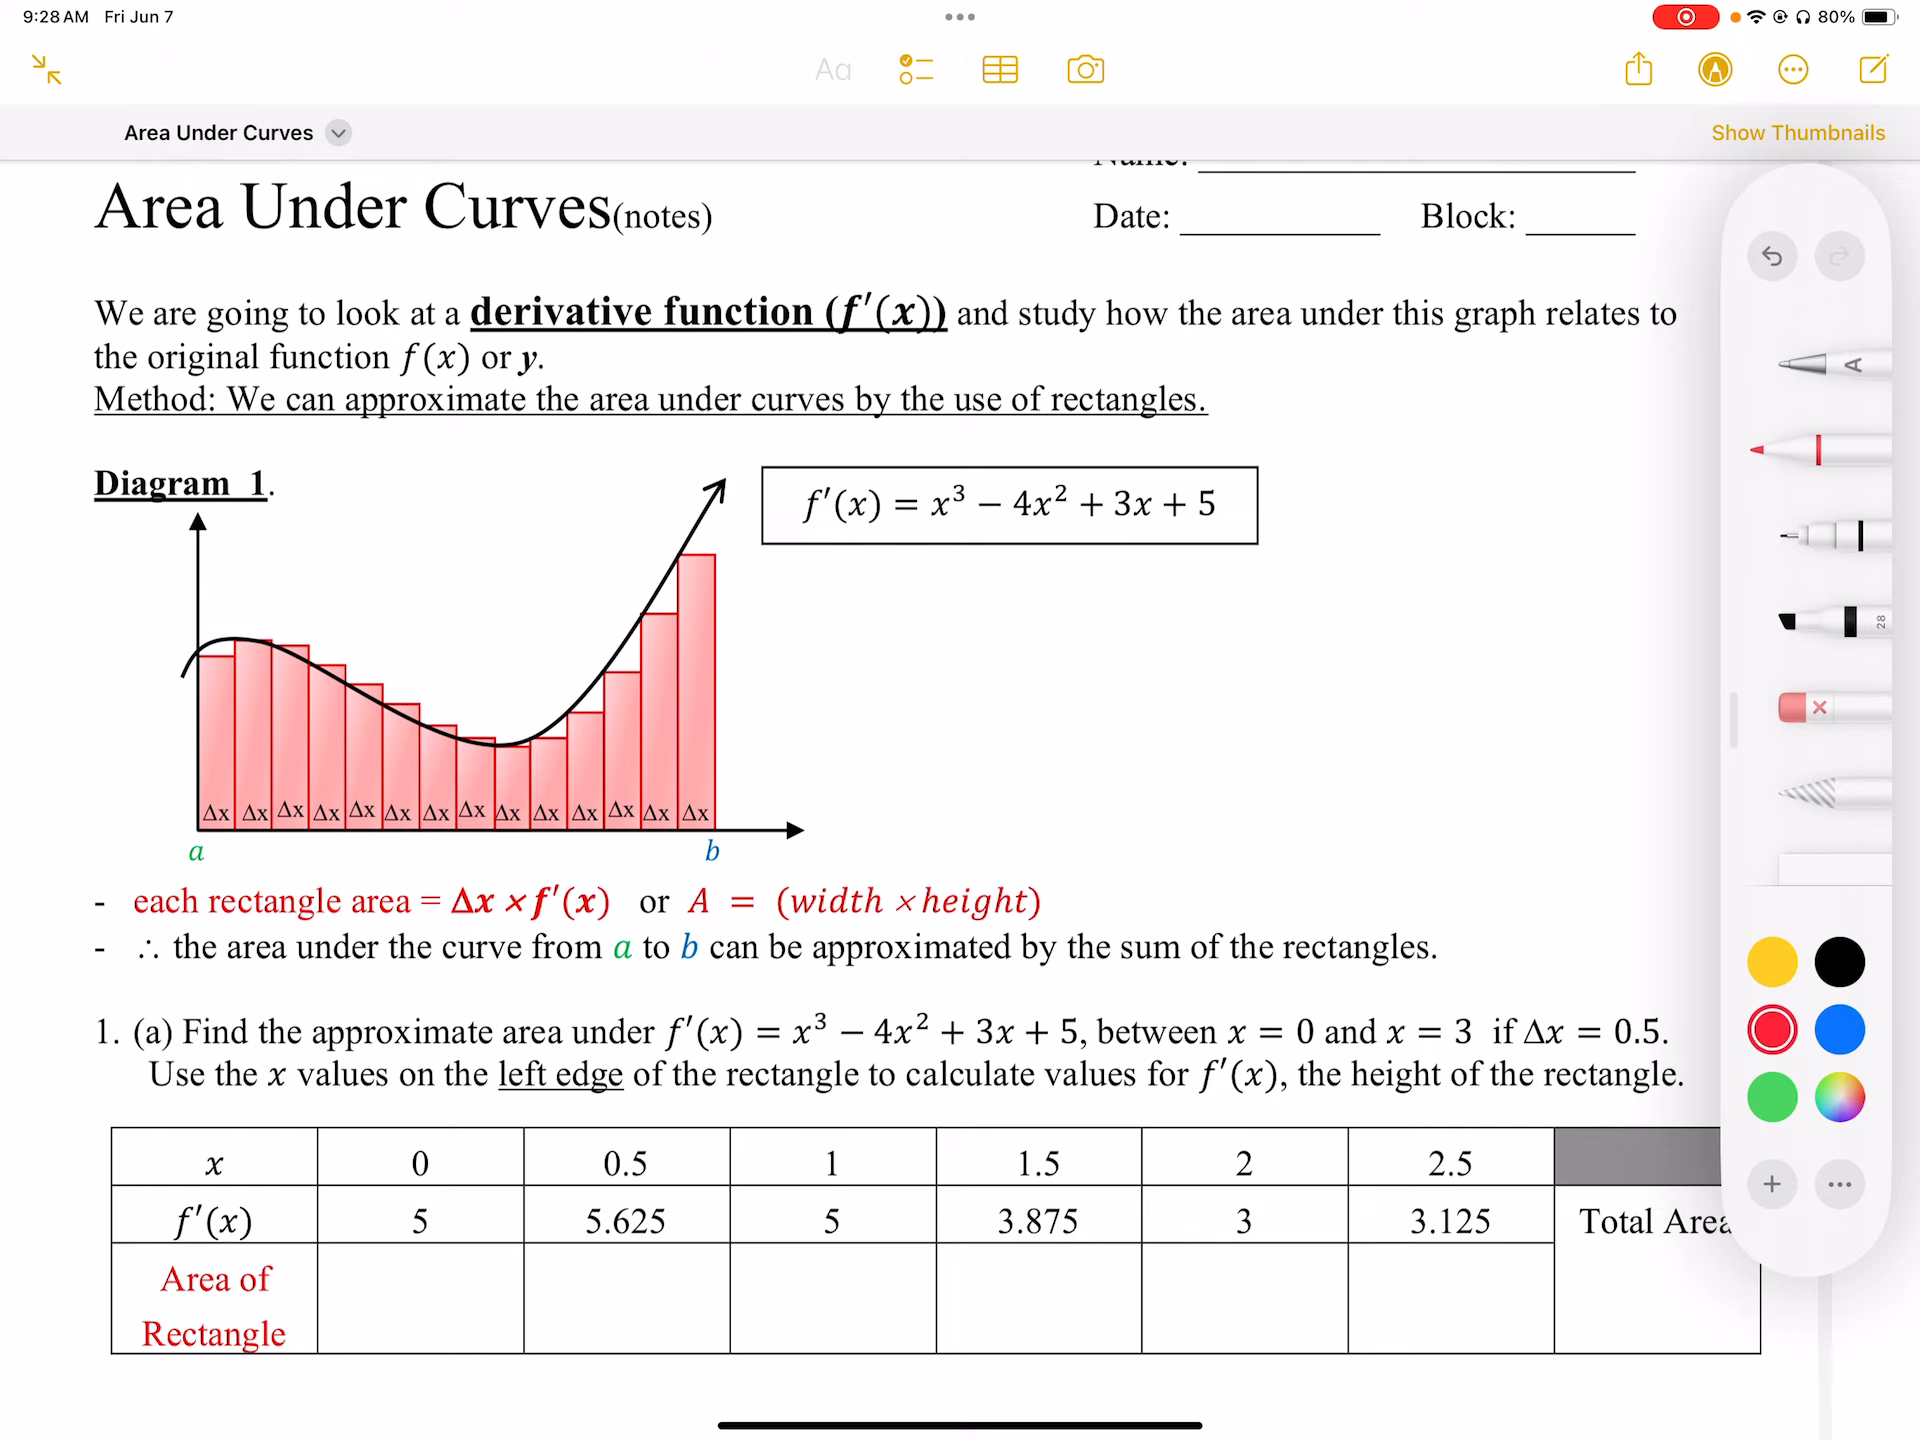 9:28 AM Fri Jun 7
80%
Aa
Area Under Curves
Show Thumbnails
Area Under Curves(notes)
Date: Block:
We are going to look at a derivative function (f′(x)) and study how the area under this graph relates to
the original function f(x) or y.
Method: We can approximate the area under curves by the use of rectangles.
Diagram 1.
f′(x) = x³ − 4x² + 3x + 5
Δx Δx Δx Δx Δx Δx Δx Δx Δx Δx Δx Δx Δx Δx
a b
- each rectangle area = Δx × f′(x) or A = (width × height)
- ∴ the area under the curve from a to b can be approximated by the sum of the rectangles.
1. (a) Find the approximate area under f′(x) = x³ − 4x² + 3x + 5, between x = 0 and x = 3 if Δx = 0.5.
Use the x values on the left edge of the rectangle to calculate values for f′(x), the height of the rectangle.
x 0 0.5 1 1.5 2 2.5
f′(x) 5 5.625 5 3.875 3 3.125 Total Area
Area of
Rectangle
A
28